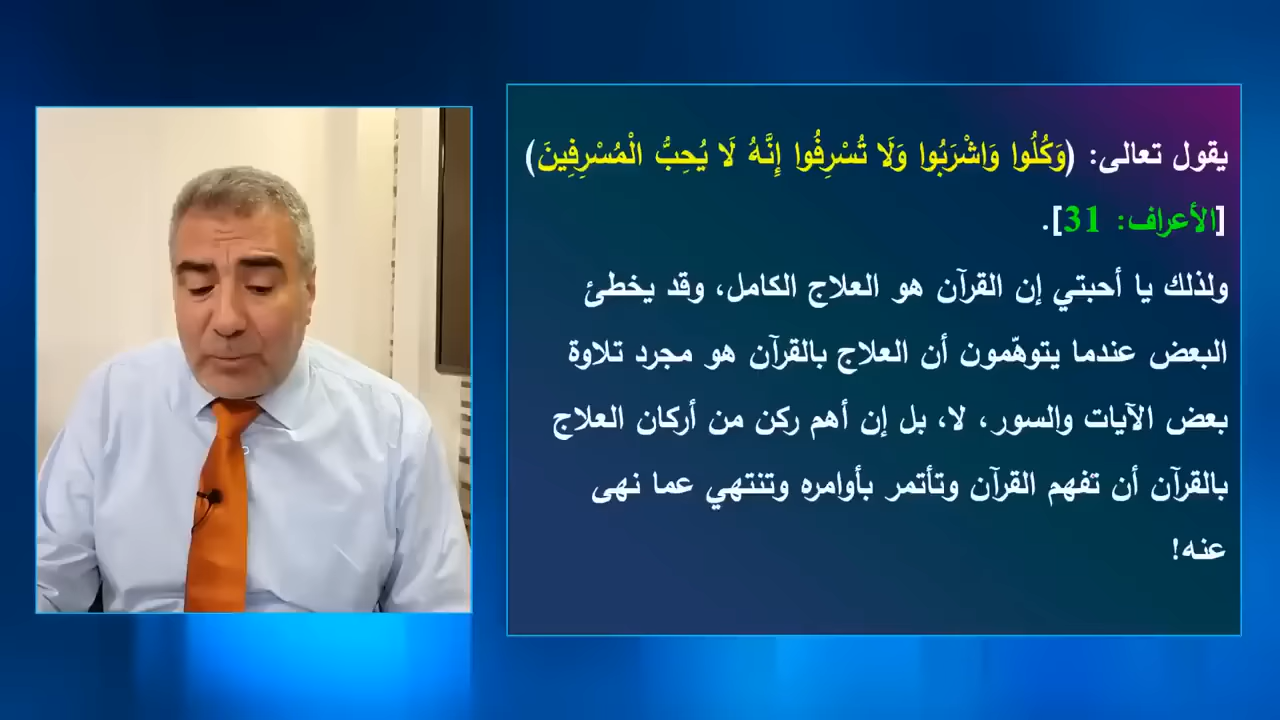 يقول تعالى: (وَكُلُوا وَاشْرَبُوا وَلَا تُسْرِفُوا إِنَّهُ لَا يُحِبُّ الْمُسْرِفِينَ)
[الأعراف: 31].
ولذلك يا أحبتي إن القرآن هو العلاج الكامل، وقد يخطئ
البعض عندما يتوهّمون أن العلاج بالقرآن هو مجرد تلاوة
بعض الآيات والسور، لا، بل إن أهم ركن من أركان العلاج
بالقرآن أن تفهم القرآن وتأتمر بأوامره وتنتهي عما نهى
عنه!